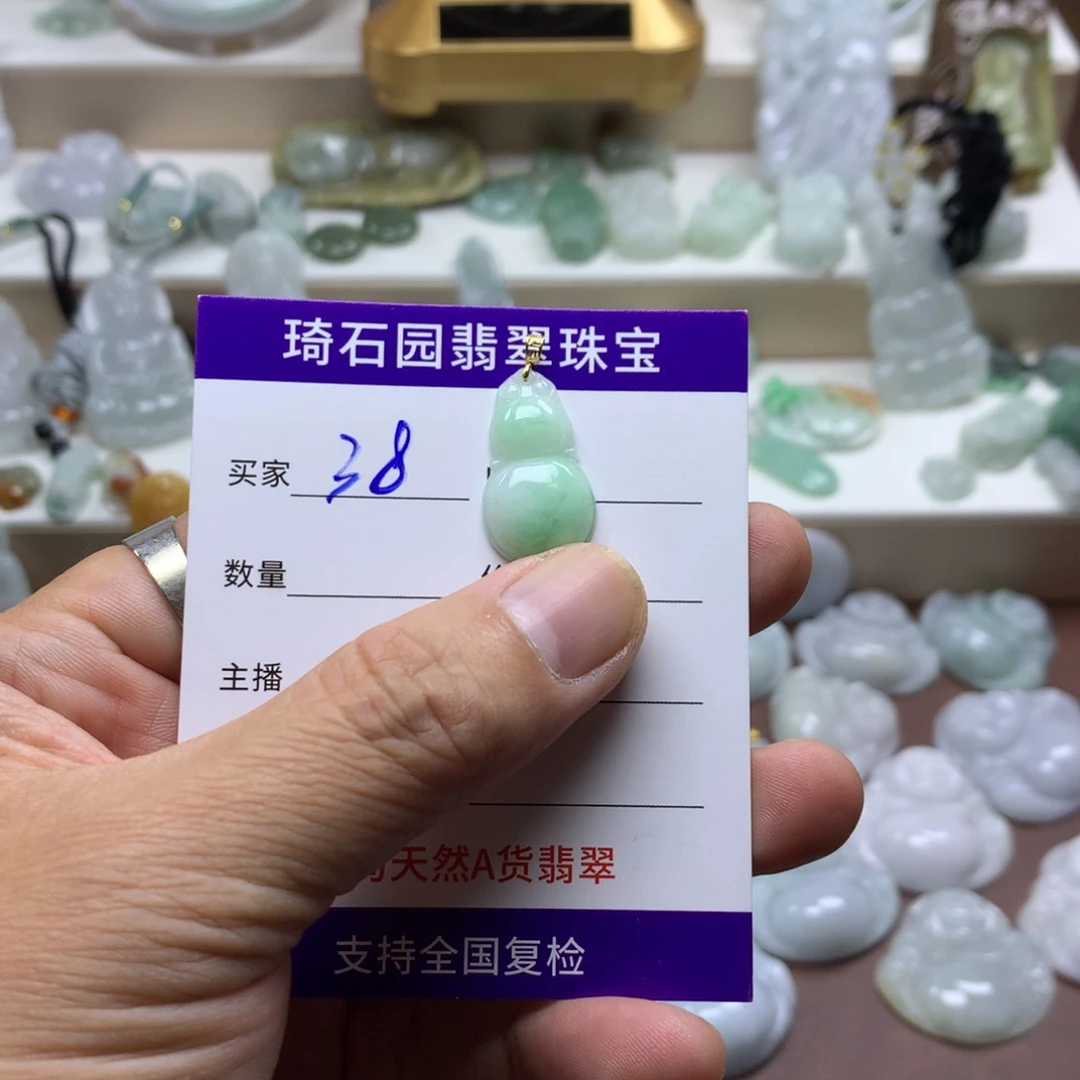 琦石园翡翠珠宝
买家 38
数量
主播
天然A货翡翠
支持全国复检